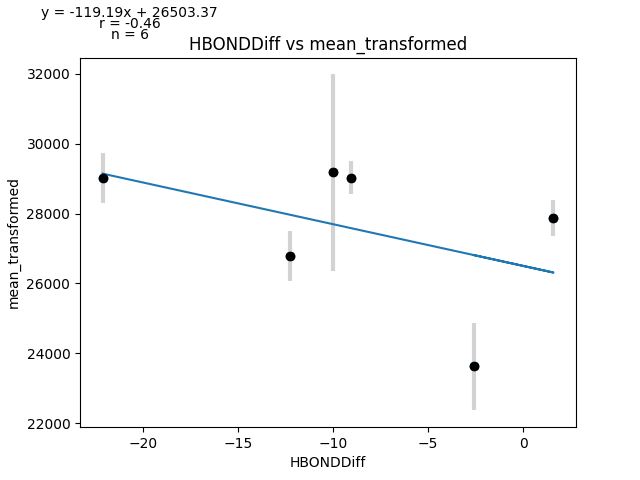 y = -119.19x + 26503.37
r = -0.46
n = 6
HBONDDiff vs mean_transformed
32000
30000
28000
26000
24000
22000
mean_transformed
−20
−15
−10
−5
0
HBONDDiff